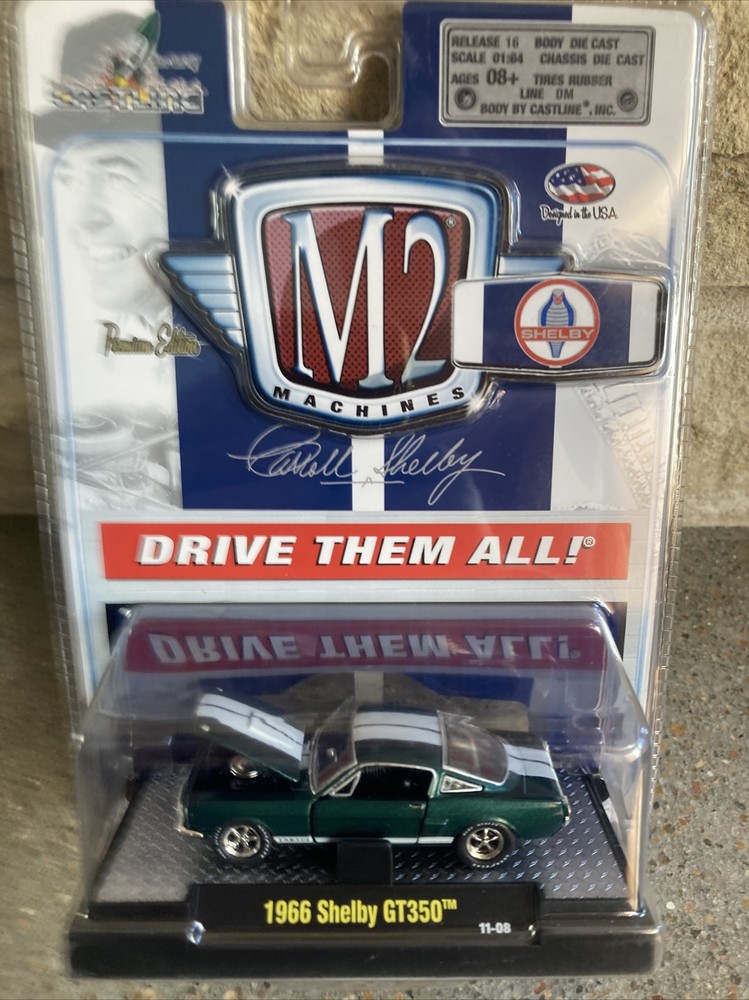 CASTLINE
RELEASE 16 BODY DIE CAST
SCALE 01:64 CHASSIS DIE CAST
AGES 08+ TIRES RUBBER
LINE DM
BODY BY CASTLINE®, INC.
Designed in the USA
M2®
MACHINES
SHELBY
Premium Edition
Carroll Shelby
DRIVE THEM ALL!®
DRIVE THEM ALL!®
1966 Shelby GT350™
11-08